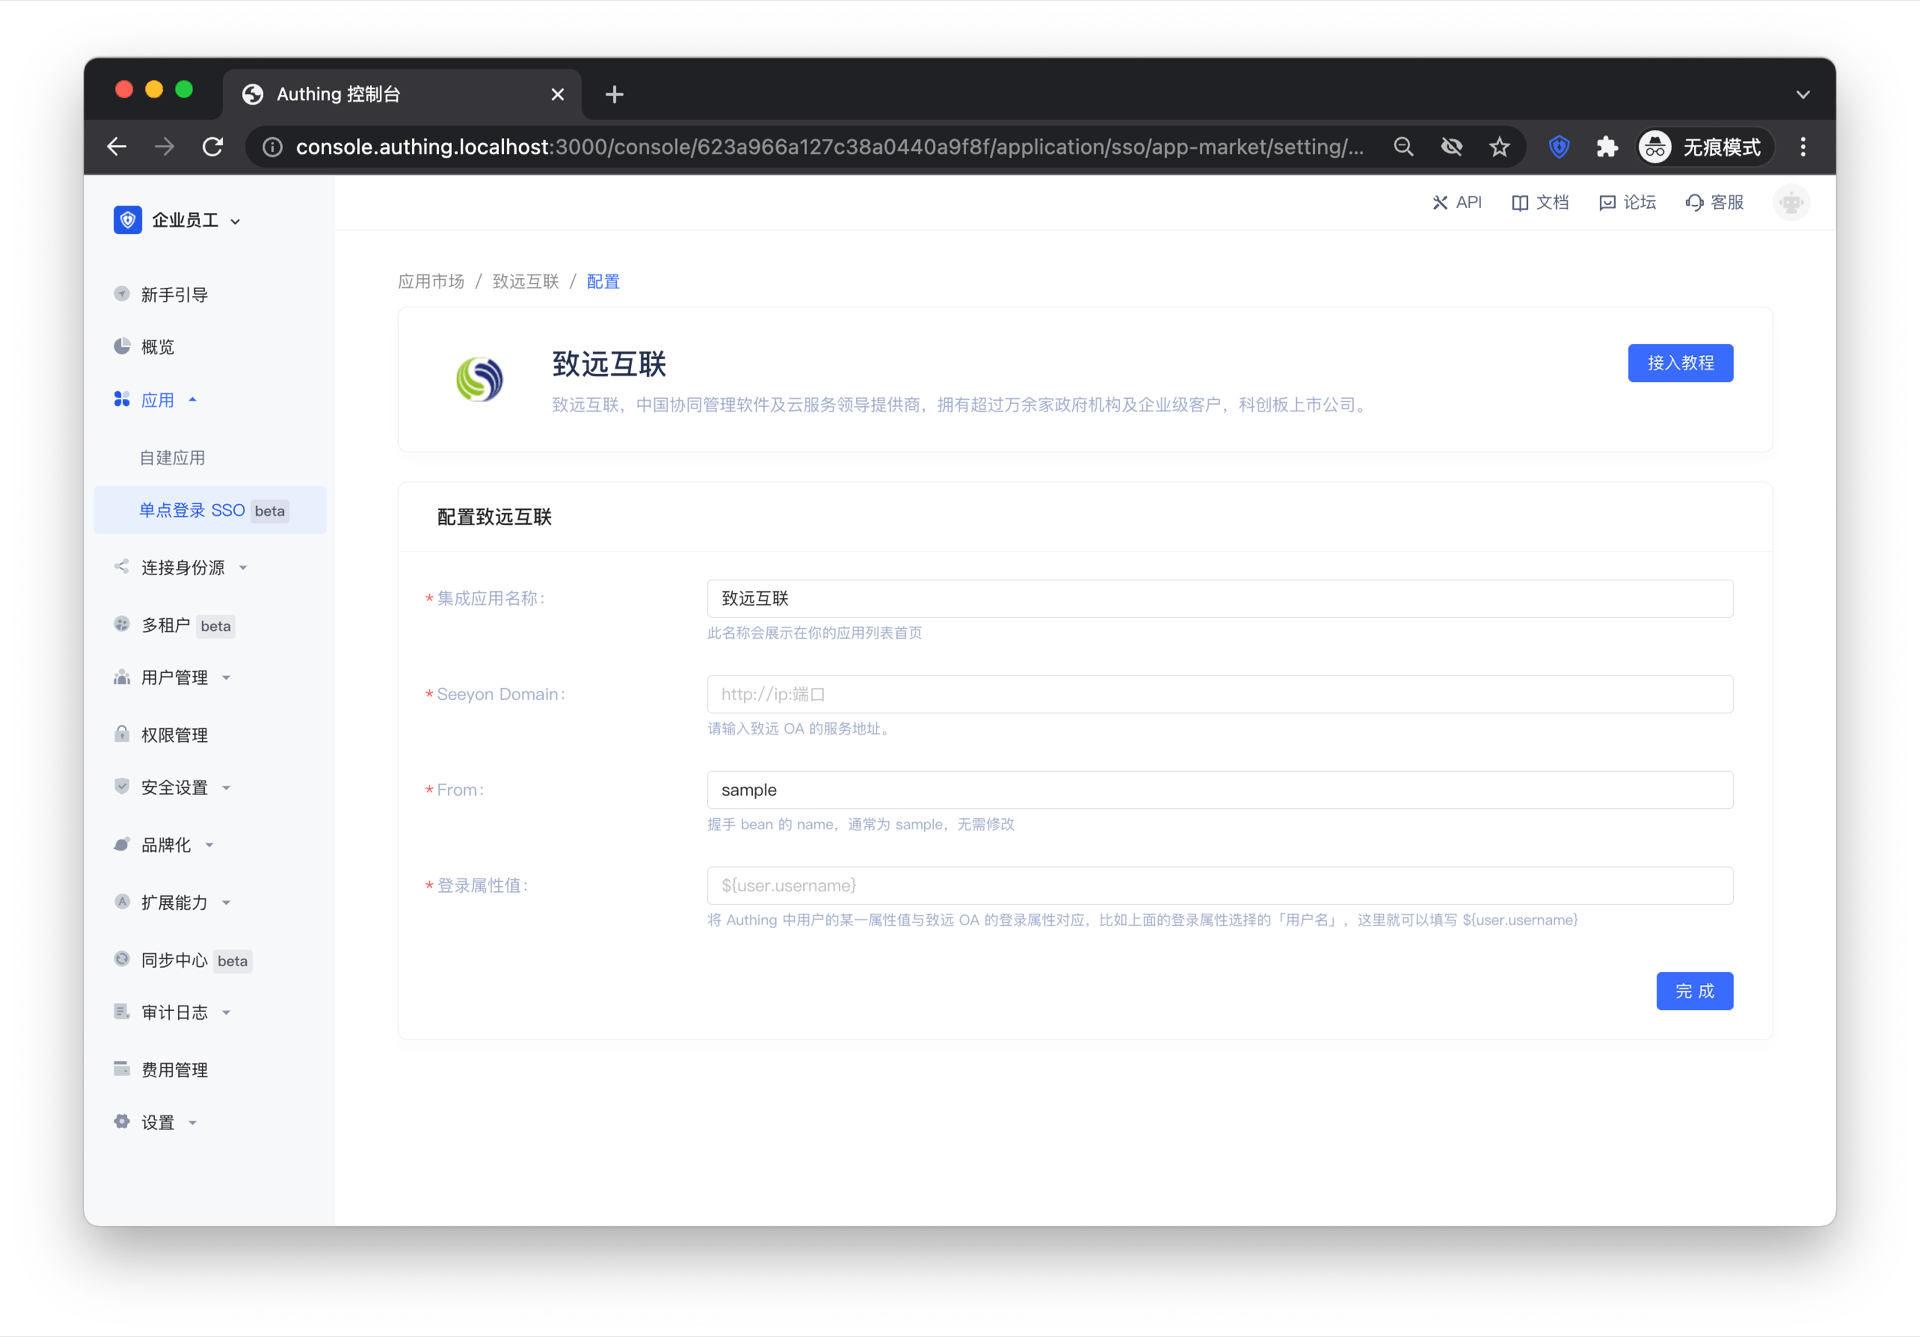 Authing 控制台
console.authing.localhost:3000/console/623a966a127c38a0440a9f8f/application/sso/app-market/setting/...
无痕模式
企业员工
API 文档 论坛 客服
新手引导
概览
应用
自建应用
单点登录 SSO beta
连接身份源
多租户 beta
用户管理
权限管理
安全设置
品牌化
扩展能力
同步中心 beta
审计日志
费用管理
设置
应用市场 / 致远互联 / 配置
致远互联
致远互联，中国协同管理软件及云服务领导提供商，拥有超过万余家政府机构及企业级客户，科创板上市公司。
接入教程
配置致远互联
* 集成应用名称:
致远互联
此名称会展示在你的应用列表首页
* Seeyon Domain:
http://ip:端口
请输入致远 OA 的服务地址。
* From:
sample
握手 bean 的 name，通常为 sample，无需修改
* 登录属性值:
${user.username}
将 Authing 中用户的某一属性值与致远 OA 的登录属性对应，比如上面的登录属性选择的「用户名」，这里就可以填写 ${user.username}
完 成